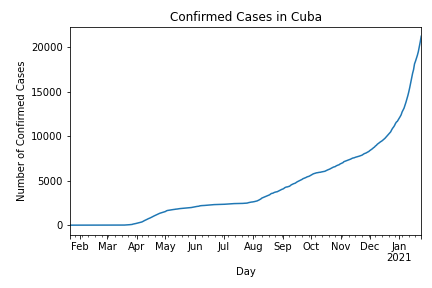 Confirmed Cases in Cuba
Number of Confirmed Cases
20000
15000
10000
5000
0
Feb Mar Apr May Jun Jul Aug Sep Oct Nov Dec Jan
2021
Day